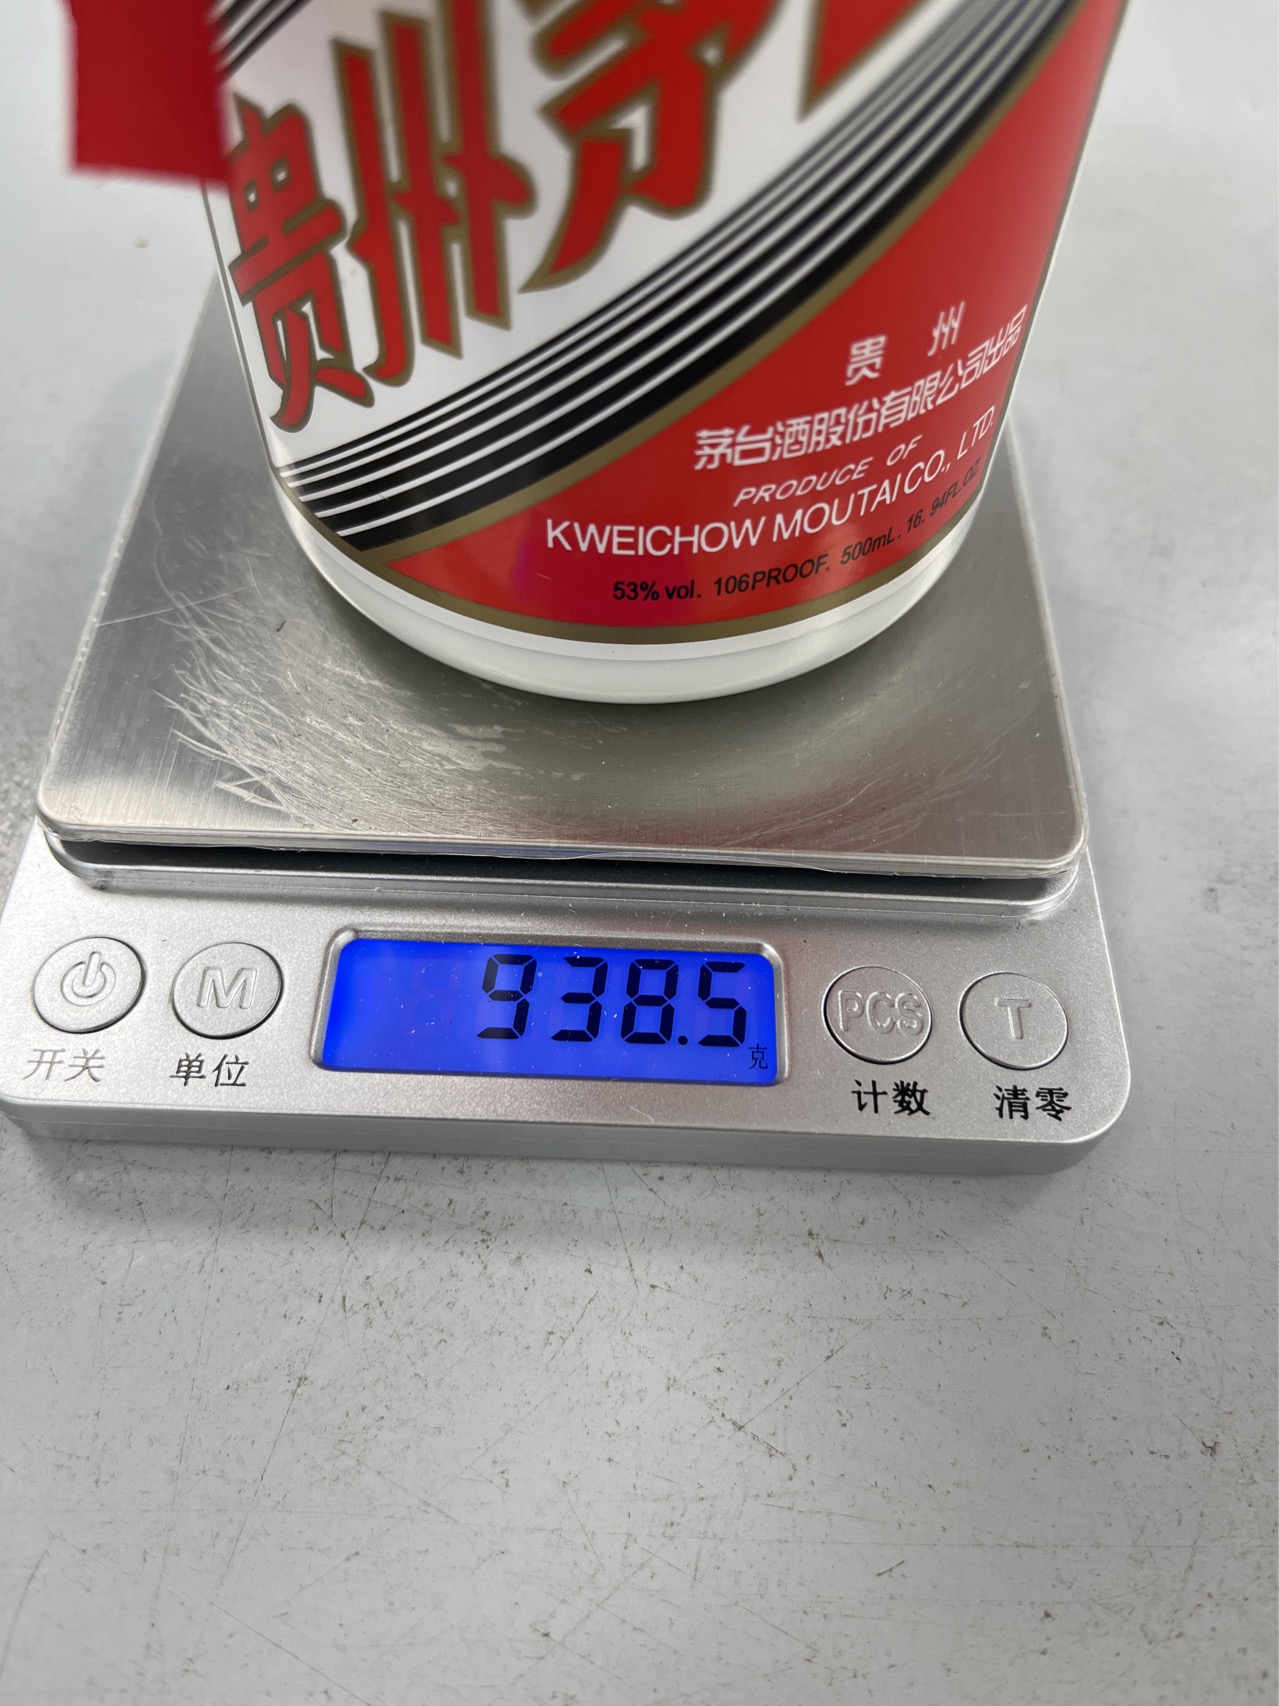 贵州茅
贵州
茅台酒股份有限公司出品
PRODUCE OF
KWEICHOW MOUTAI CO., LTD.
53% vol. 106PROOF. 500mL. 16. 94FL.OZ.
938.5
克
M
PCS
T
开关
单位
计数
清零